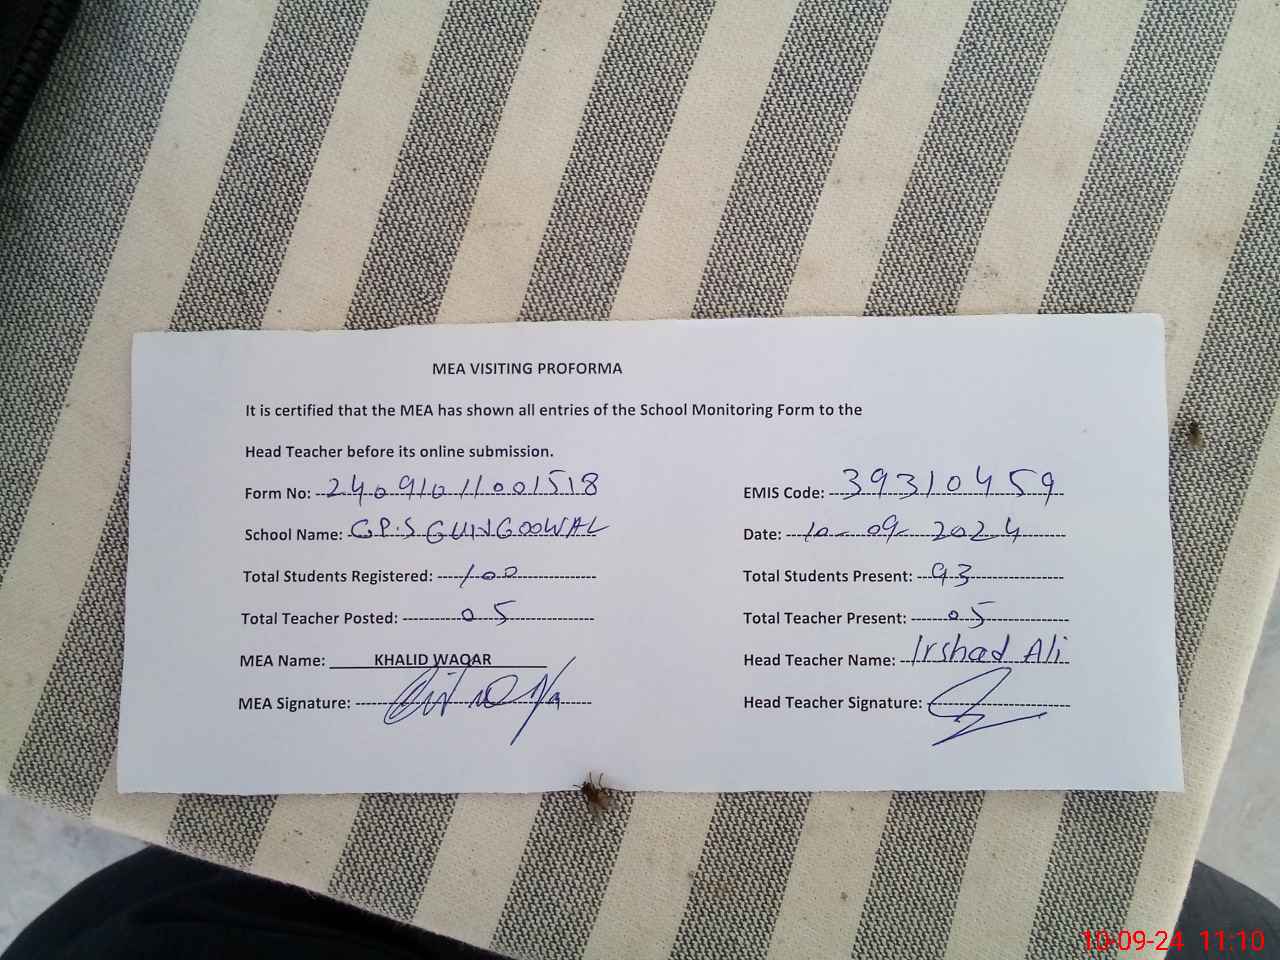 MEA VISITING PROFORMA
It is certified that the MEA has shown all entries of the School Monitoring Form to the
Head Teacher before its online submission.
Form No: 24091011001518 EMIS Code: 39310459
School Name: G.P.S GUNGOOWAL Date: 10-09-2024
Total Students Registered: 100 Total Students Present: 93
Total Teacher Posted: 05 Total Teacher Present: 05
MEA Name: KHALID WAQAR Head Teacher Name: Irshad Ali
MEA Signature: Head Teacher Signature:
10-09-24 11:10